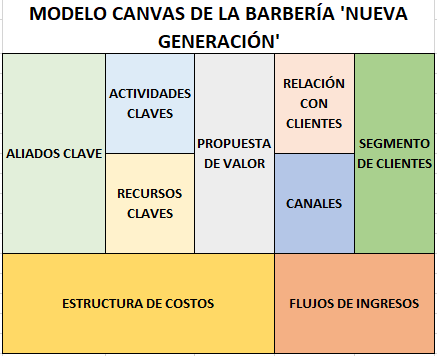 MODELO CANVAS DE LA BARBERÍA 'NUEVA
GENERACIÓN'
ALIADOS CLAVE
ACTIVIDADES
CLAVES
RECURSOS
CLAVES
PROPUESTA
DE VALOR
RELACIÓN
CON
CLIENTES
CANALES
SEGMENTO
DE CLIENTES
ESTRUCTURA DE COSTOS
FLUJOS DE INGRESOS